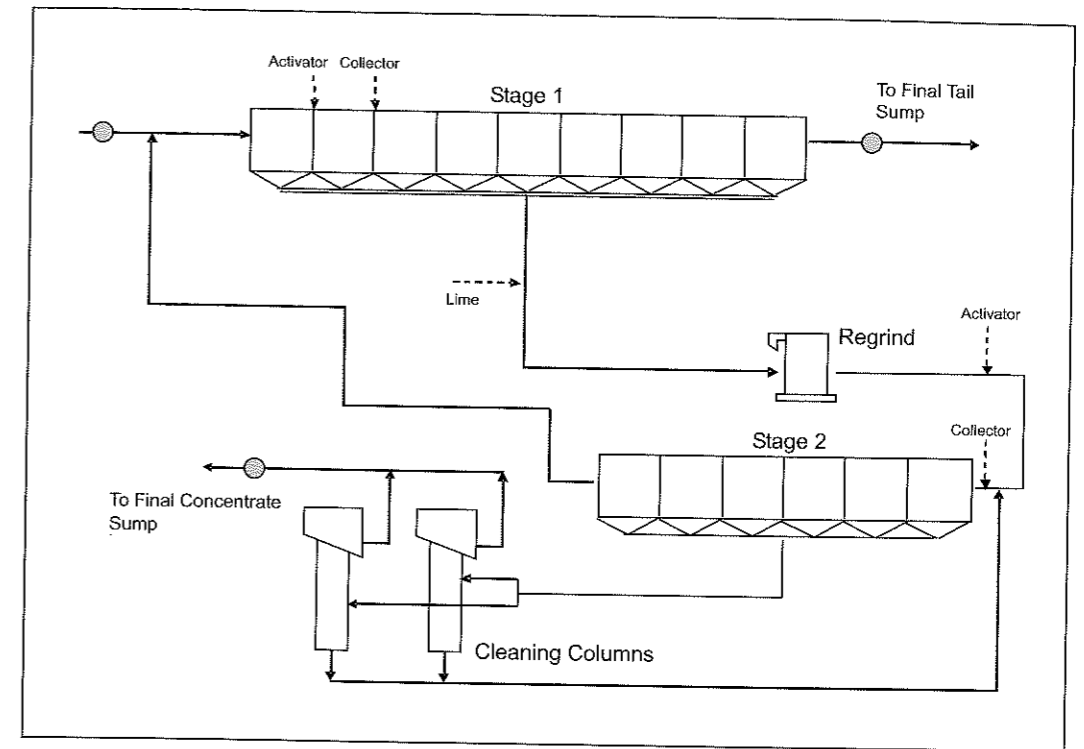 Activator Collector
Stage 1
To Final Tail
Sump
Lime
Activator
Regrind
Collector
Stage 2
To Final Concentrate
Sump
Cleaning Columns